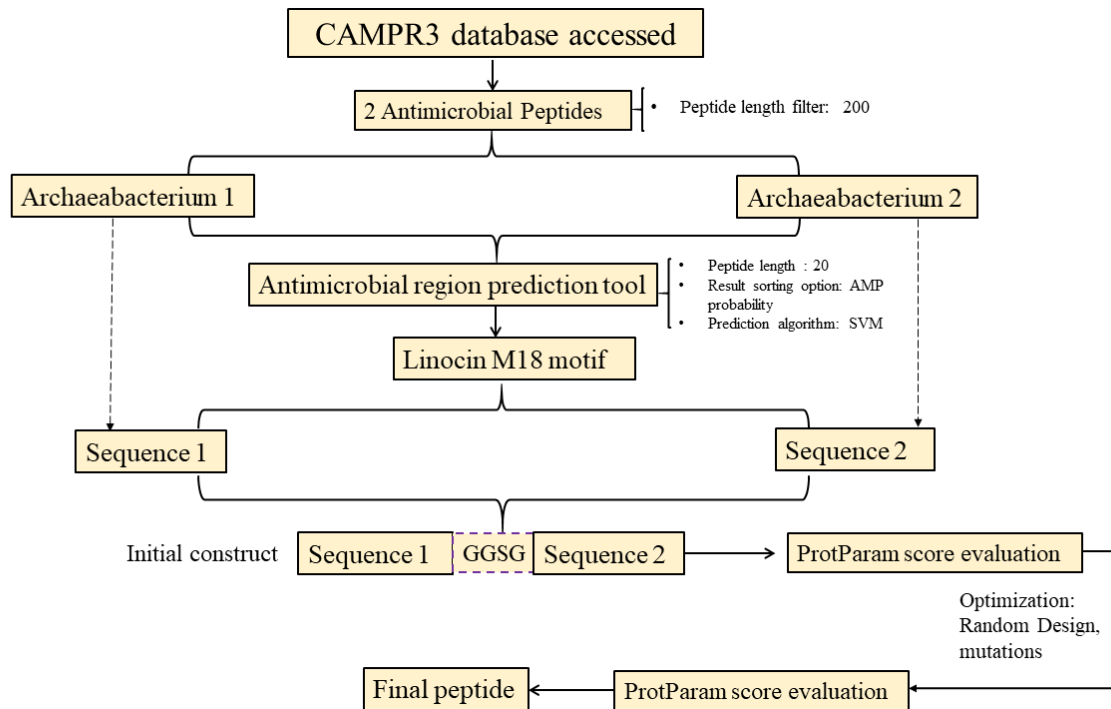 CAMPR3 database accessed
2 Antimicrobial Peptides
• Peptide length filter: 200
Archaeabacterium 1
Archaeabacterium 2
Antimicrobial region prediction tool
• Peptide length : 20
• Result sorting option: AMP
probability
• Prediction algorithm: SVM
Linocin M18 motif
Sequence 1
Sequence 2
Initial construct
Sequence 1
GGSG
Sequence 2
ProtParam score evaluation
Optimization:
Random Design,
mutations
Final peptide
ProtParam score evaluation